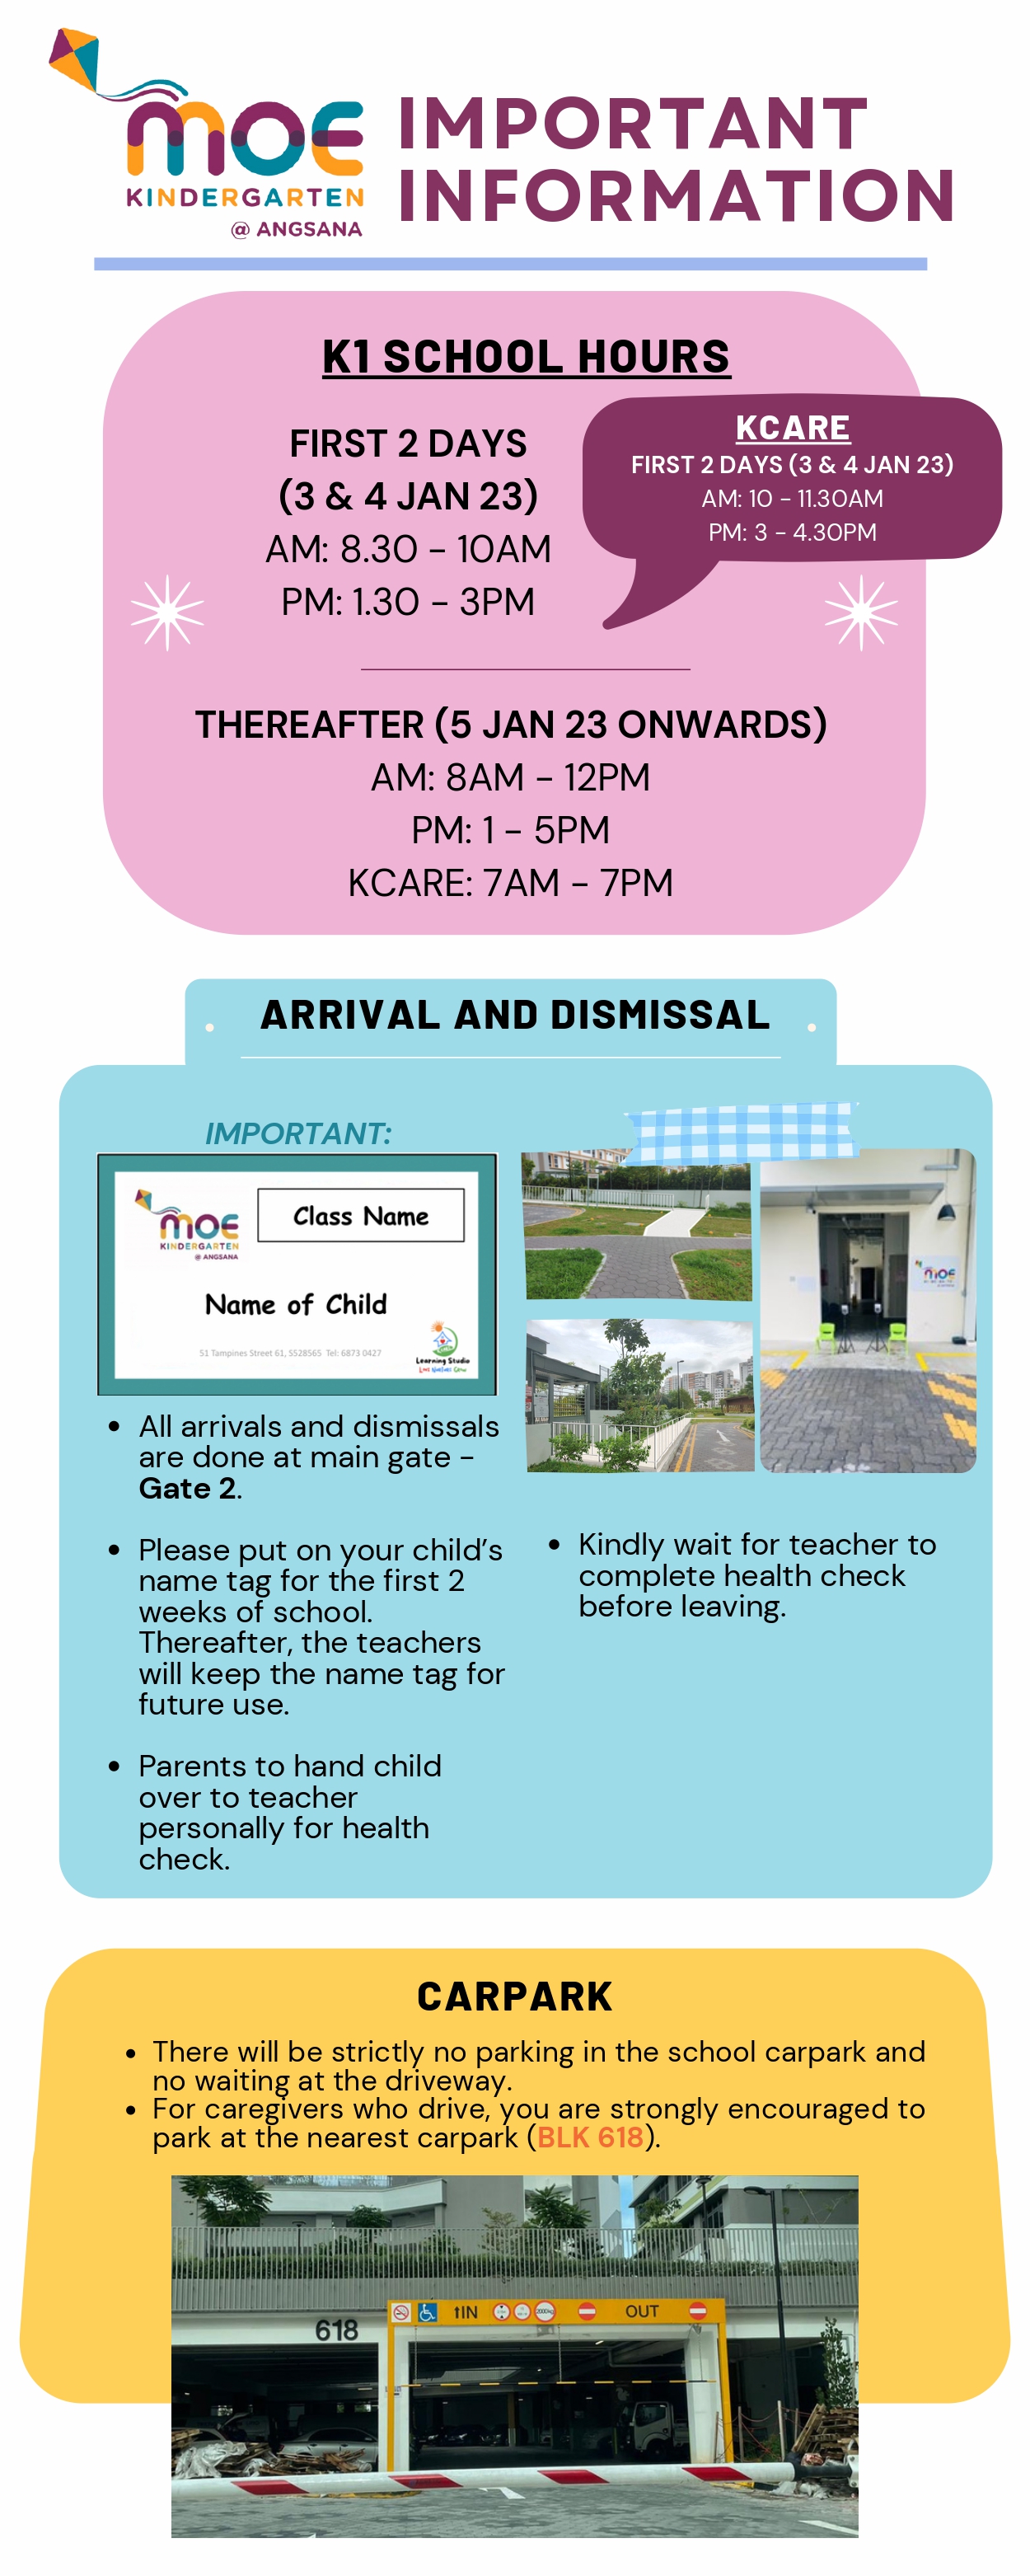 moe
KINDERGARTEN
@ ANGSANA
IMPORTANT
INFORMATION
K1 SCHOOL HOURS
FIRST 2 DAYS
(3 & 4 JAN 23)
AM: 8.30 - 10AM
PM: 1.30 - 3PM
KCARE
FIRST 2 DAYS (3 & 4 JAN 23)
AM: 10 - 11.30AM
PM: 3 - 4.30PM
THEREAFTER (5 JAN 23 ONWARDS)
AM: 8AM - 12PM
PM: 1 - 5PM
KCARE: 7AM - 7PM
ARRIVAL AND DISMISSAL
IMPORTANT:
moe
KINDERGARTEN
@ ANGSANA
Class Name
Name of Child
51 Tampines Street 61, S528565 Tel: 6873 0427
Learning Studio
moe
• All arrivals and dismissals
are done at main gate -
Gate 2.
• Please put on your child's
name tag for the first 2
weeks of school.
Thereafter, the teachers
will keep the name tag for
future use.
• Parents to hand child
over to teacher
personally for health
check.
• Kindly wait for teacher to
complete health check
before leaving.
CARPARK
• There will be strictly no parking in the school carpark and
no waiting at the driveway.
• For caregivers who drive, you are strongly encouraged to
park at the nearest carpark (BLK 618).
618
IN
OUT